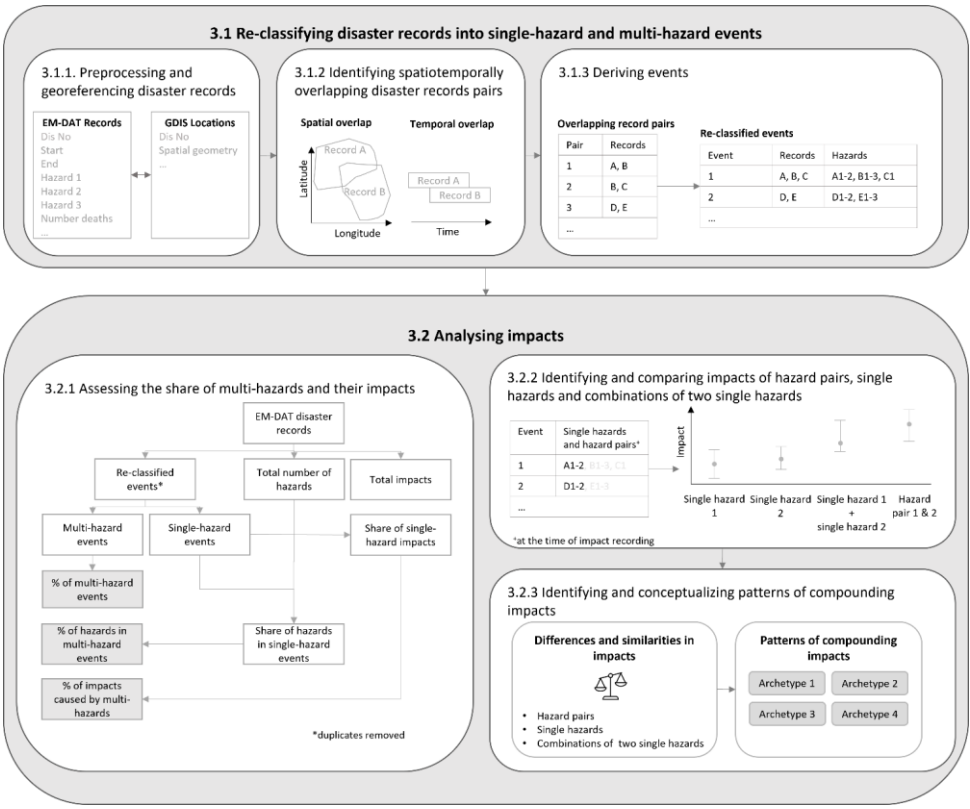 3.1 Re-classifying disaster records into single-hazard and multi-hazard events
3.1.1. Preprocessing and
georeferencing disaster records
EM-DAT Records
Dis No
Start
End
Hazard 1
Hazard 2
Hazard 3
Number deaths
...
GDIS Locations
Dis No
Spatial geometry
...
3.1.2 Identifying spatiotemporally
overlapping disaster records pairs
Spatial overlap
Record A
Record B
Latitude
Longitude
Temporal overlap
Record A
Record B
Time
3.1.3 Deriving events
Overlapping record pairs
Pair Records
1 A, B
2 B, C
3 D, E
...
Re-classified events
Event Records Hazards
1 A, B, C A1-2, B1-3, C1
2 D, E D1-2, E1-3
...
3.2 Analysing impacts
3.2.1 Assessing the share of multi-hazards and their impacts
EM-DAT disaster
records
Re-classified
events*
Total number of
hazards
Total impacts
Multi-hazard
events
Single-hazard
events
Share of single-
hazard impacts
% of multi-hazard
events
% of hazards in
multi-hazard
events
Share of hazards
in single-hazard
events
% of impacts
caused by multi-
hazards
*duplicates removed
3.2.2 Identifying and comparing impacts of hazard pairs, single
hazards and combinations of two single hazards
Event Single hazards
and hazard pairs+
1 A1-2, B1-3, C1
2 D1-2, E1-3
...
+at the time of impact recording
Impact
Single hazard
1
Single hazard
2
Single hazard 1
+
single hazard 2
Hazard
pair 1 & 2
3.2.3 Identifying and conceptualizing patterns of compounding
impacts
Differences and similarities in
impacts
• Hazard pairs
• Single hazards
• Combinations of two single hazards
Patterns of compounding
impacts
Archetype 1
Archetype 2
Archetype 3
Archetype 4